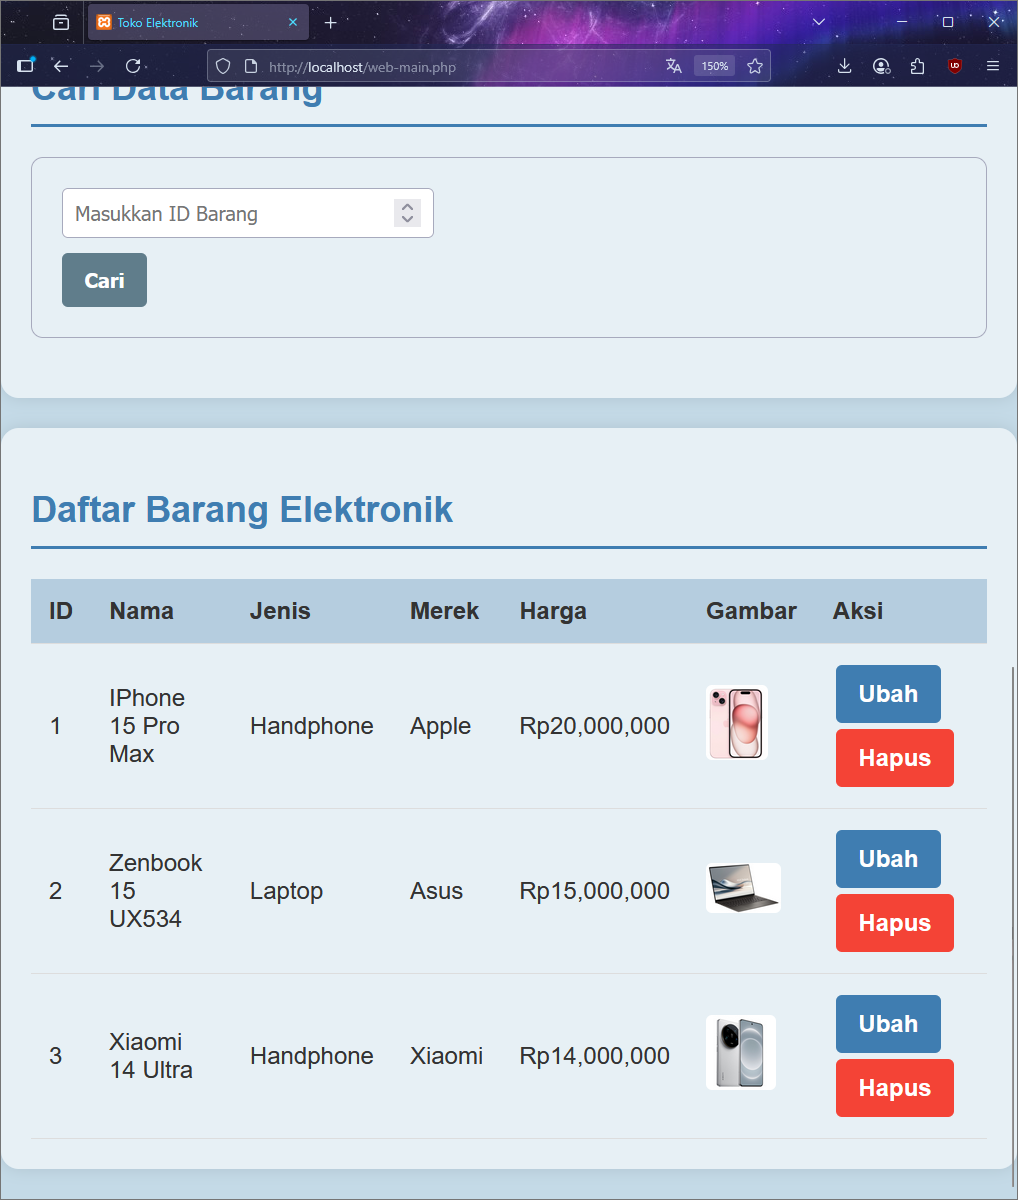 Toko Elektronik
http://localhost/web-main.php
150%
Cari Data Barang
Masukkan ID Barang
Cari
Daftar Barang Elektronik
ID Nama Jenis Merek Harga Gambar Aksi
1 IPhone 15 Pro Max Handphone Apple Rp20,000,000 Ubah Hapus
2 Zenbook 15 UX534 Laptop Asus Rp15,000,000 Ubah Hapus
3 Xiaomi 14 Ultra Handphone Xiaomi Rp14,000,000 Ubah Hapus